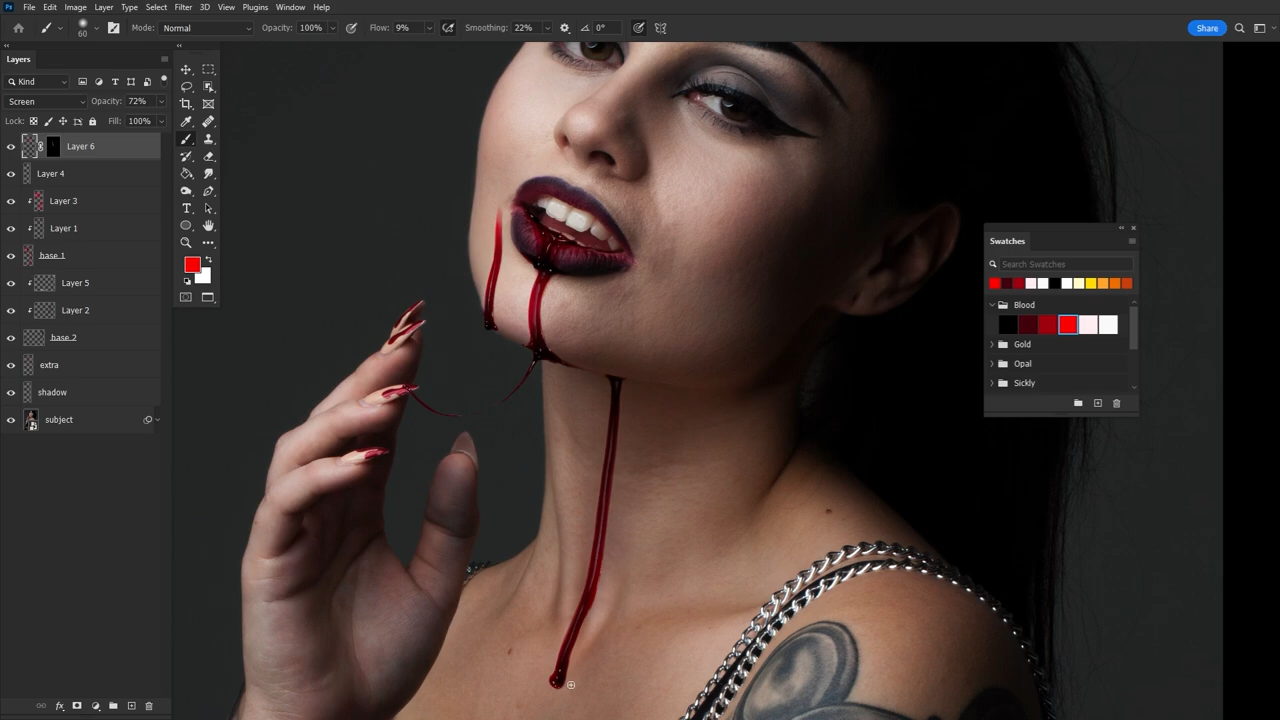 Ps File Edit Image Layer Type Select Filter 3D View Plugins Window Help
60 Mode: Normal Opacity: 100% Flow: 9% Smoothing: 22% 0° Share
Layers
Kind
Screen Opacity: 72%
Lock: Fill: 100%
Layer 6
Layer 4
Layer 3
Layer 1
base 1
Layer 5
Layer 2
base 2
extra
shadow
subject
Swatches
Search Swatches
Blood
Gold
Opal
Sickly